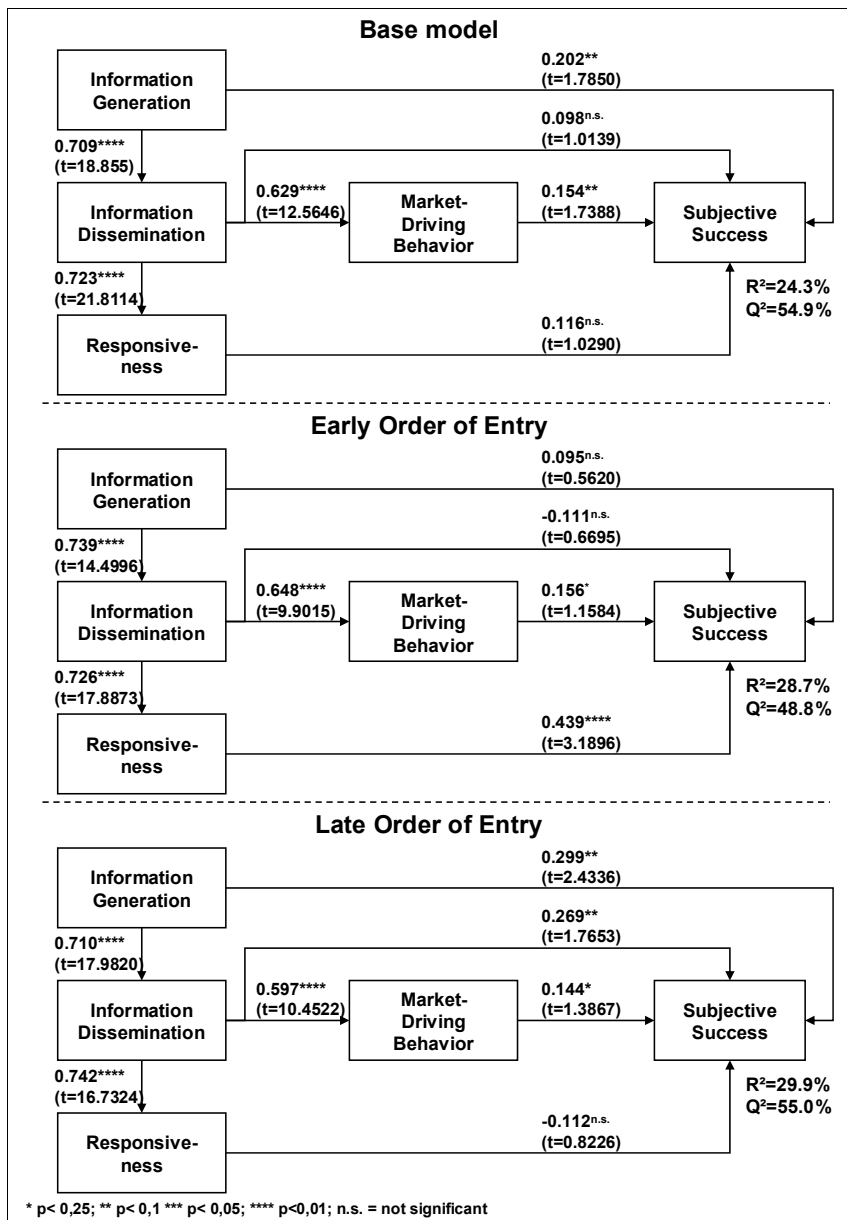 Base model
0.202**
(t=1.7850)
Information
Generation
0.098n.s.
(t=1.0139)
0.709****
(t=18.855)
0.629****
(t=12.5646)
0.154**
(t=1.7388)
Information
Dissemination
Market-
Driving
Behavior
Subjective
Success
0.723****
(t=21.8114)
R²=24.3%
Q²=54.9%
0.116n.s.
(t=1.0290)
Responsive-
ness
Early Order of Entry
0.095n.s.
(t=0.5620)
Information
Generation
-0.111n.s.
(t=0.6695)
0.739****
(t=14.4996)
0.648****
(t=9.9015)
0.156*
(t=1.1584)
Information
Dissemination
Market-
Driving
Behavior
Subjective
Success
0.726****
(t=17.8873)
R²=28.7%
Q²=48.8%
0.439****
(t=3.1896)
Responsive-
ness
Late Order of Entry
0.299**
(t=2.4336)
Information
Generation
0.269**
(t=1.7653)
0.710****
(t=17.9820)
0.597****
(t=10.4522)
0.144*
(t=1.3867)
Information
Dissemination
Market-
Driving
Behavior
Subjective
Success
0.742****
(t=16.7324)
R²=29.9%
Q²=55.0%
-0.112n.s.
(t=0.8226)
Responsive-
ness
* p< 0,25; ** p< 0,1 *** p< 0,05; **** p<0,01; n.s. = not significant